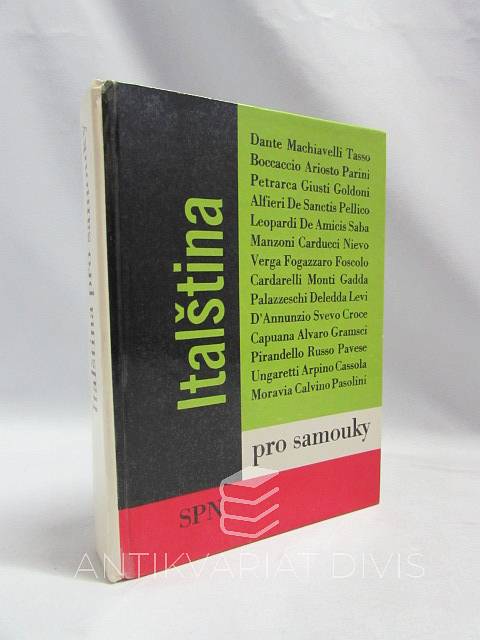 Italština pro samouky
Italština
Dante Machiavelli Tasso
Boccaccio Ariosto Parini
Petrarca Giusti Goldoni
Alfieri De Sanctis Pellico
Leopardi De Amicis Saba
Manzoni Carducci Nievo
Verga Fogazzaro Foscolo
Cardarelli Monti Gadda
Palazzeschi Deledda Levi
D'Annunzio Svevo Croce
Capuana Alvaro Gramsci
Pirandello Russo Pavese
Ungaretti Arpino Cassola
Moravia Calvino Pasolini
pro samouky
SPN
ANTIKVARIAT DIVIS